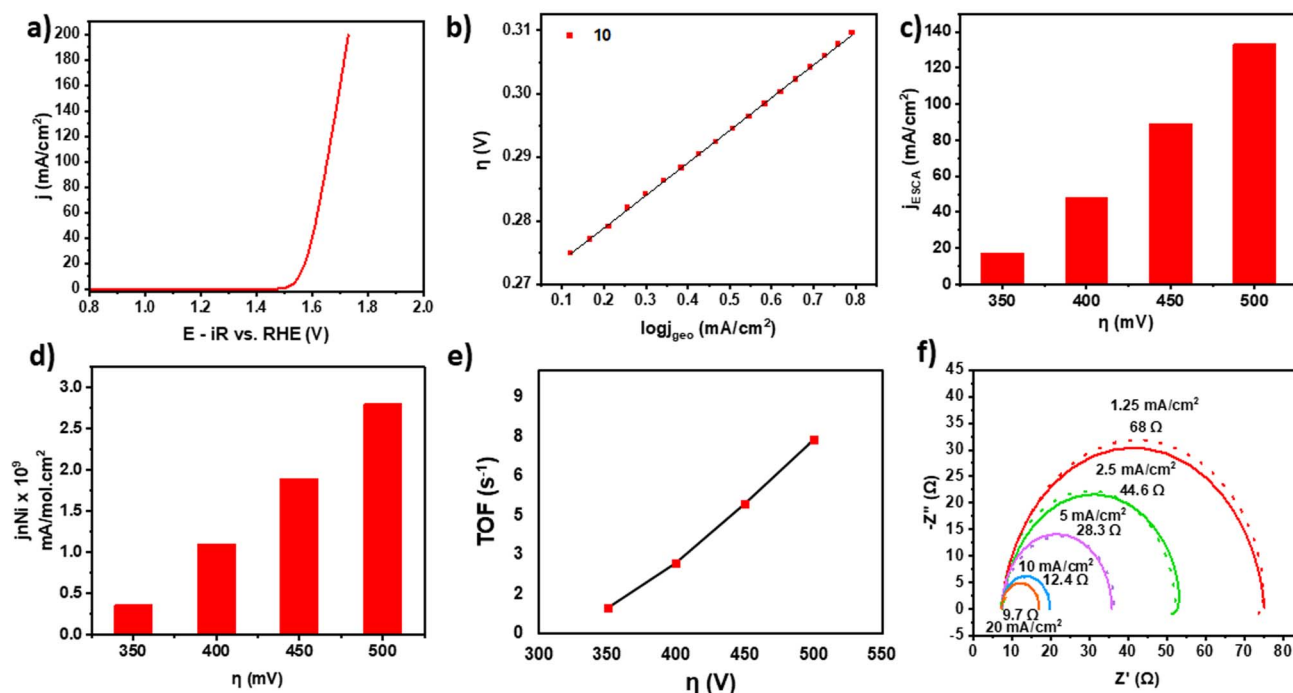 a)
200
180
160
140
120
100
80
60
40
20
0
j (mA/cm²)
0.8 1.0 1.2 1.4 1.6 1.8 2.0
E - iR vs. RHE (V)
b)
10
0.31
0.30
0.29
0.28
0.27
η (V)
0.1 0.2 0.3 0.4 0.5 0.6 0.7 0.8
logjgeo (mA/cm²)
c)
140
120
100
80
60
40
20
0
jESCA (mA/cm²)
350 400 450 500
η (mV)
d)
3.0
2.5
2.0
1.5
1.0
0.5
0.0
jnNi x 10⁹
mA/mol.cm²
350 400 450 500
η (mV)
e)
9
8
6
5
3
2
0
TOF (s⁻¹)
300 350 400 450 500 550
η (V)
f)
45
40
35
30
25
20
15
10
5
0
-5
-Z'' (Ω)
1.25 mA/cm²
68 Ω
2.5 mA/cm²
44.6 Ω
5 mA/cm²
28.3 Ω
10 mA/cm²
12.4 Ω
9.7 Ω
20 mA/cm²
0 10 20 30 40 50 60 70 80
Z' (Ω)